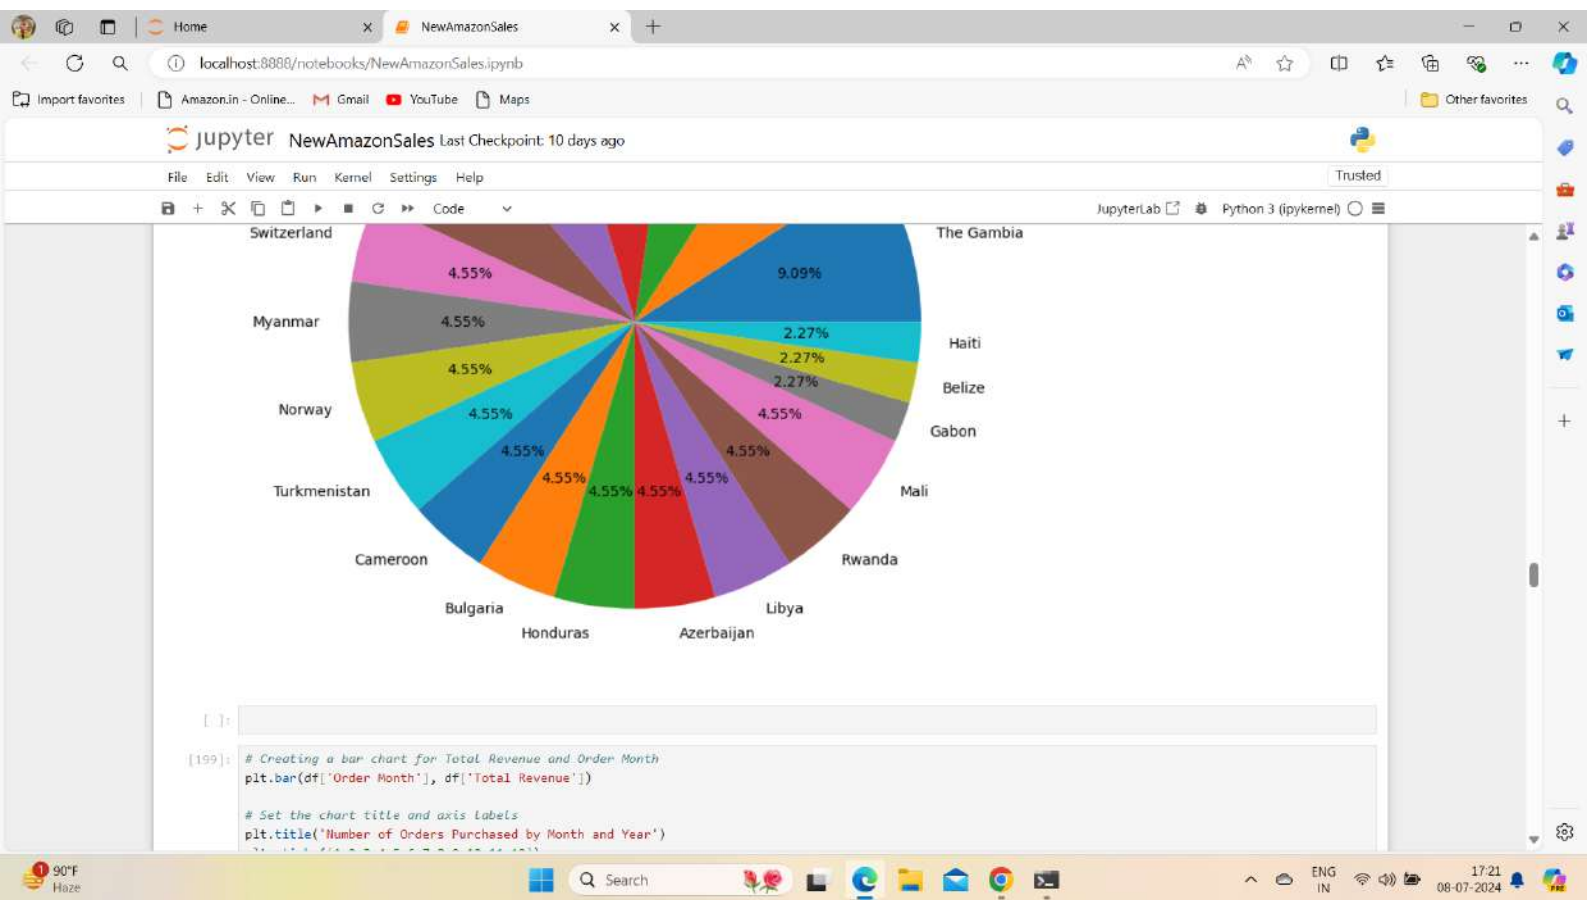 Home
NewAmazonSales
localhost:8888/notebooks/NewAmazonSales.ipynb
Import favorites
Amazon.in - Online...
Gmail
YouTube
Maps
Other favorites
jupyter NewAmazonSales Last Checkpoint: 10 days ago
File Edit View Run Kernel Settings Help
Trusted
Code
JupyterLab
Python 3 (ipykernel)
Switzerland
The Gambia
4.55%
9.09%
Myanmar
4.55%
2.27%
Haiti
2.27%
4.55%
2.27%
Belize
Norway
4.55%
4.55%
Gabon
4.55%
4.55%
4.55%
4.55%
4.55% 4.55%
Turkmenistan
Mali
Cameroon
Rwanda
Bulgaria
Libya
Honduras
Azerbaijan
[ ]:
[199]:
# Creating a bar chart for Total Revenue and Order Month
plt.bar(df['Order Month'], df['Total Revenue'])
# Set the chart title and axis labels
plt.title('Number of Orders Purchased by Month and Year')
1
90°F
Haze
Search
ENG
IN
17:21
08-07-2024